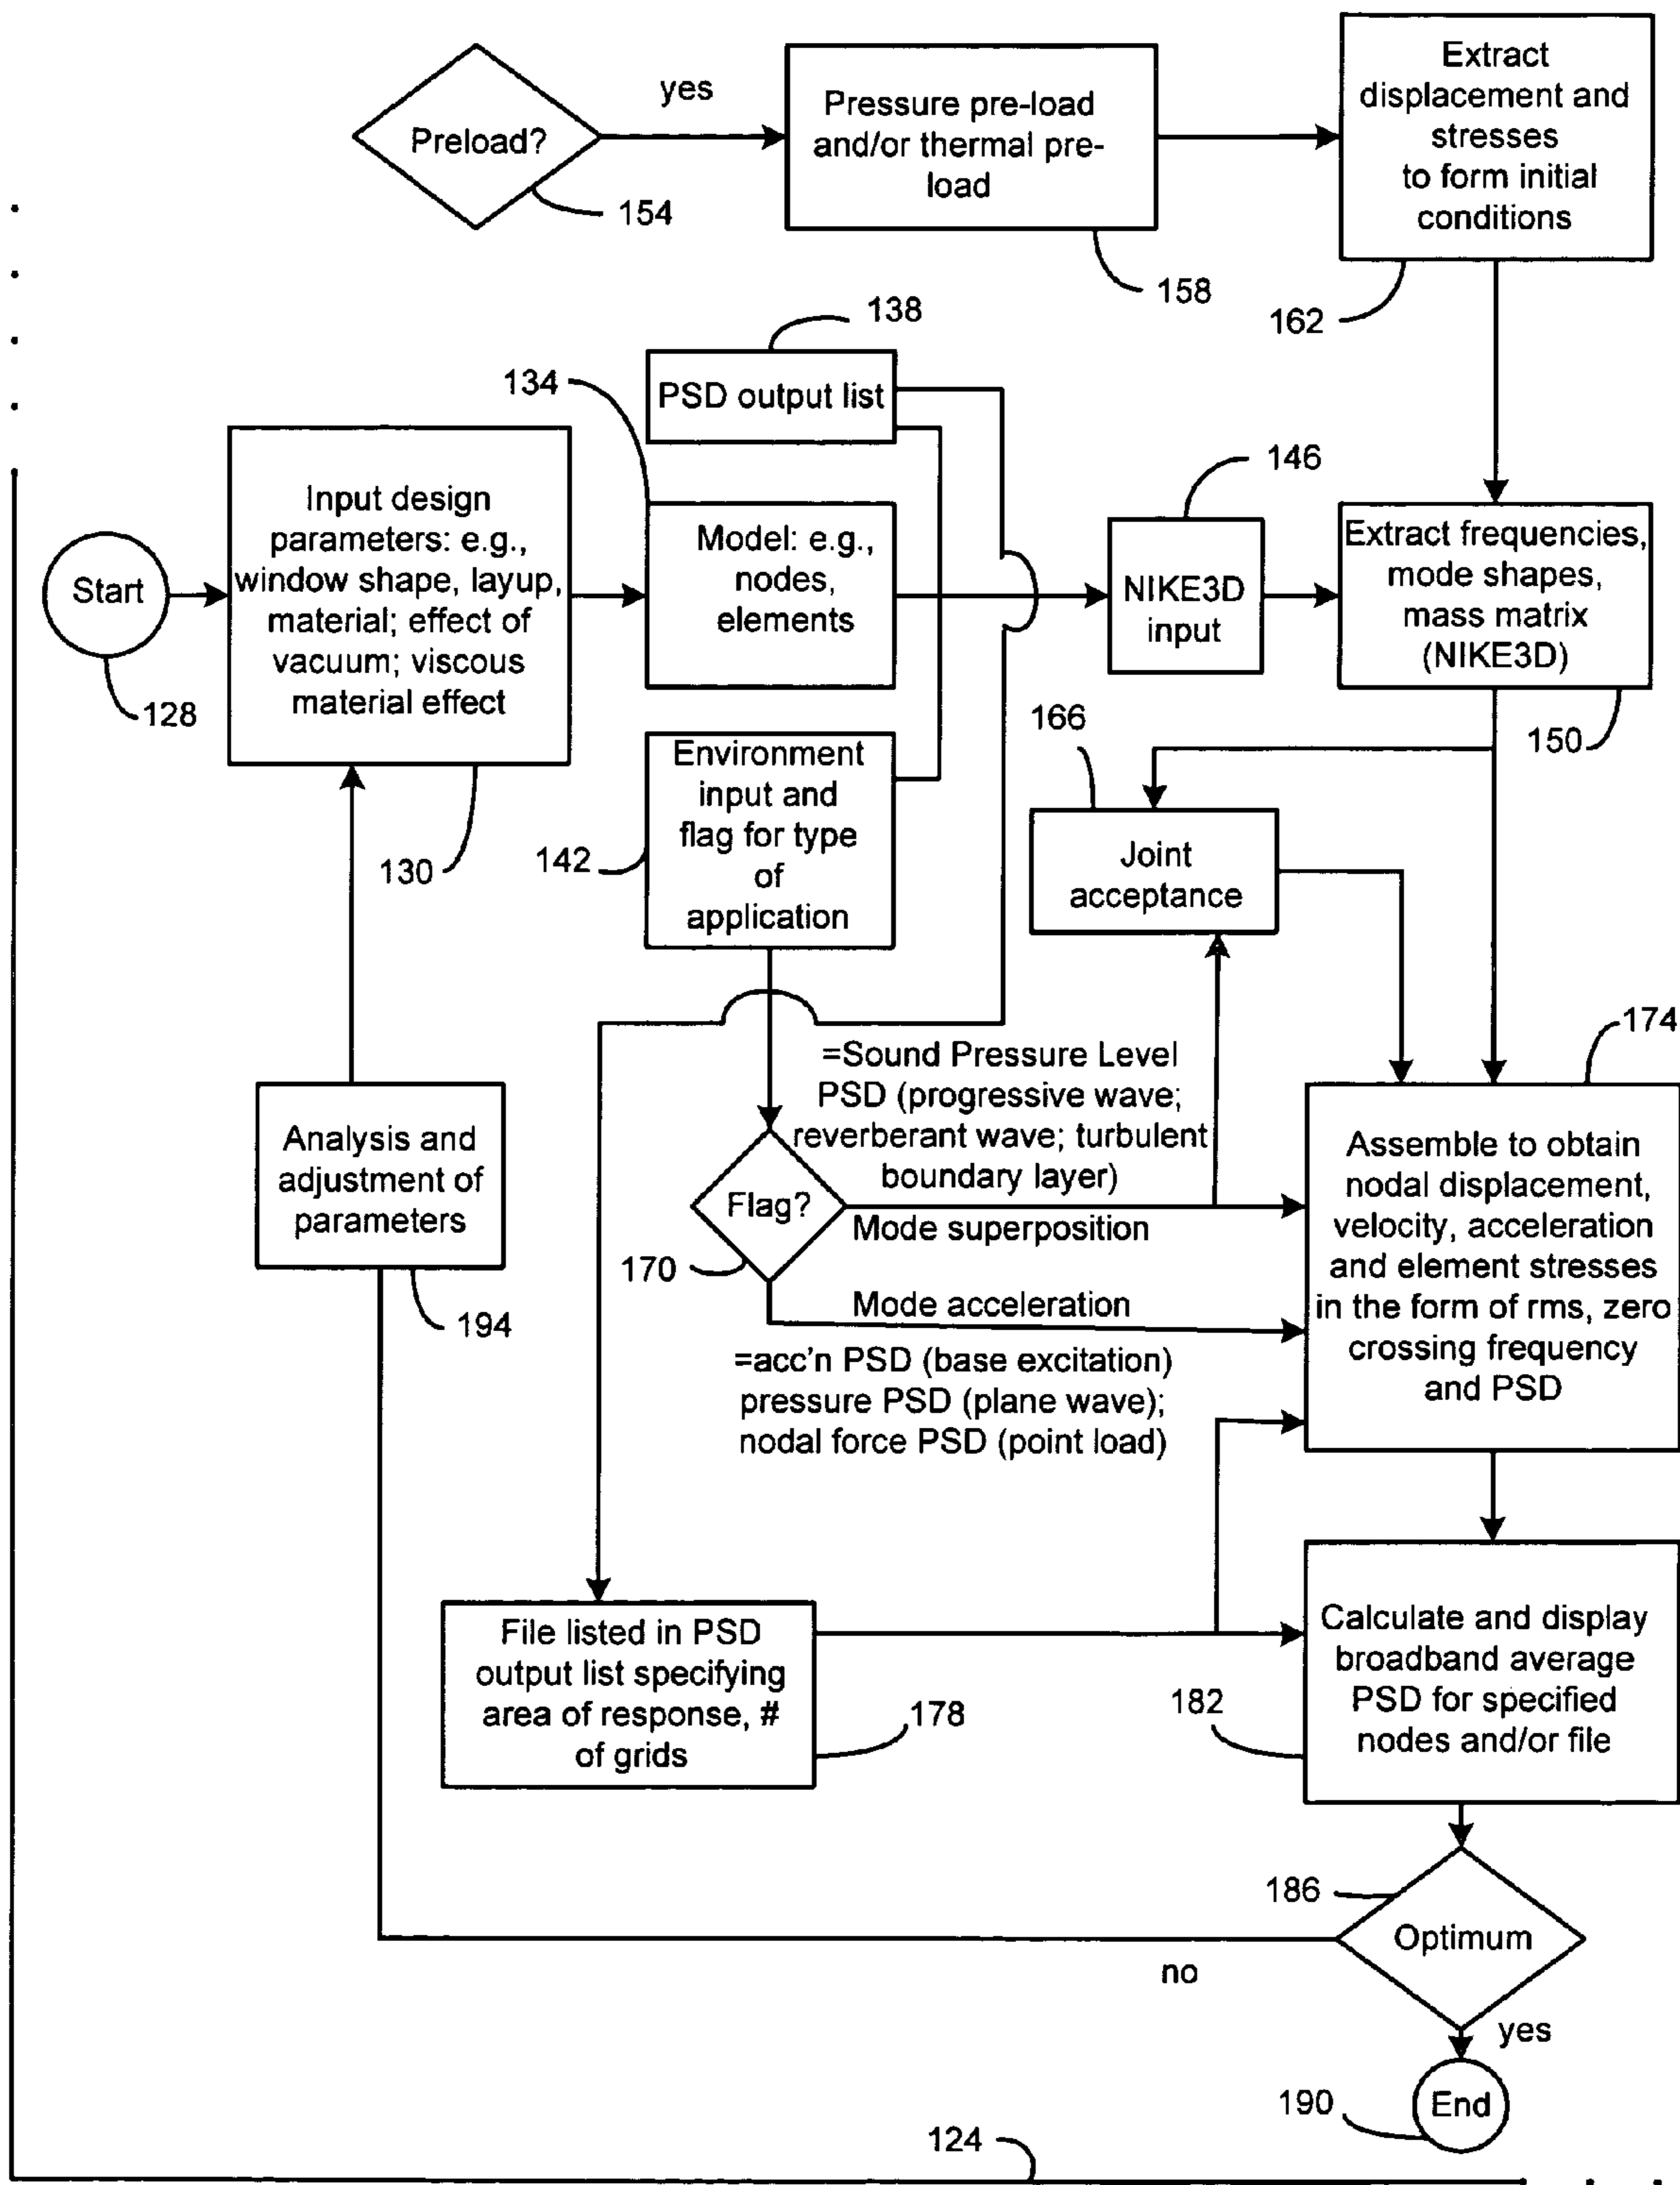 Preload?
yes
154
Pressure pre-load
and/or thermal pre-
load
158
Extract
displacement and
stresses
to form initial
conditions
162
138
PSD output list
134
Start
128
Input design
parameters: e.g.,
window shape, layup,
material; effect of
vacuum; viscous
material effect
130
Model: e.g.,
nodes,
elements
146
NIKE3D
input
Extract frequencies,
mode shapes,
mass matrix
(NIKE3D)
150
Environment
input and
flag for type
of
application
142
166
Joint
acceptance
174
=Sound Pressure Level
PSD (progressive wave;
reverberant wave; turbulent
boundary layer)
Flag?
170
Mode superposition
Mode acceleration
=acc'n PSD (base excitation)
pressure PSD (plane wave);
nodal force PSD (point load)
Analysis and
adjustment of
parameters
194
Assemble to obtain
nodal displacement,
velocity, acceleration
and element stresses
in the form of rms, zero
crossing frequency
and PSD
File listed in PSD
output list specifying
area of response, #
of grids
178
Calculate and display
broadband average
PSD for specified
nodes and/or file
182
186
Optimum
no
yes
190
End
124